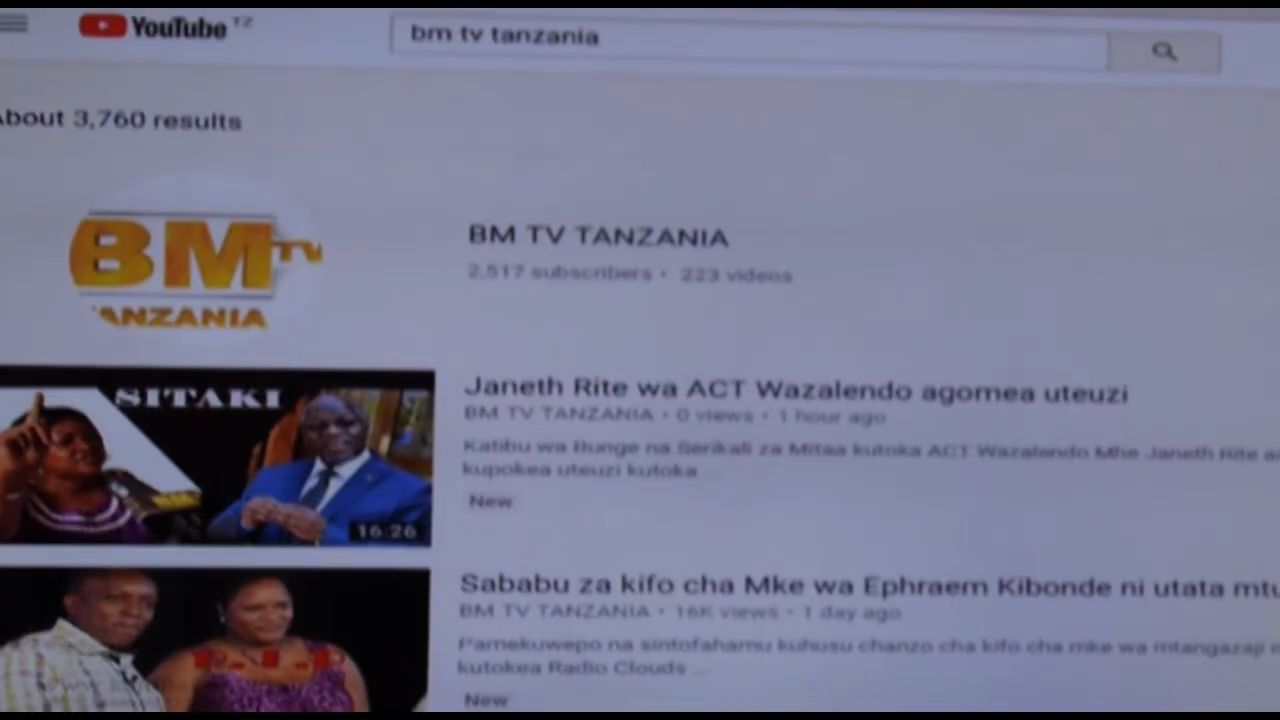 YouTube TZ
bm tv tanzania
About 3,760 results
BM TV
TANZANIA
BM TV TANZANIA
2,517 subscribers • 223 videos
SITAKI
16:26
Janeth Rite wa ACT Wazalendo agomea uteuzi
BM TV TANZANIA • 0 views • 1 hour ago
Katibu wa Bunge na Serikali za Mitaa kutoka ACT Wazalendo Mhe Janeth Rite
kupokea uteuzi kutoka ...
New
Sababu za kifo cha Mke wa Ephraem Kibonde ni utata
BM TV TANZANIA • 16K views • 1 day ago
Pamekuwepo na sintofahamu kuhusu chanzo cha kifo cha mke wa mtangazaji
kutokea Radio Clouds ...
New